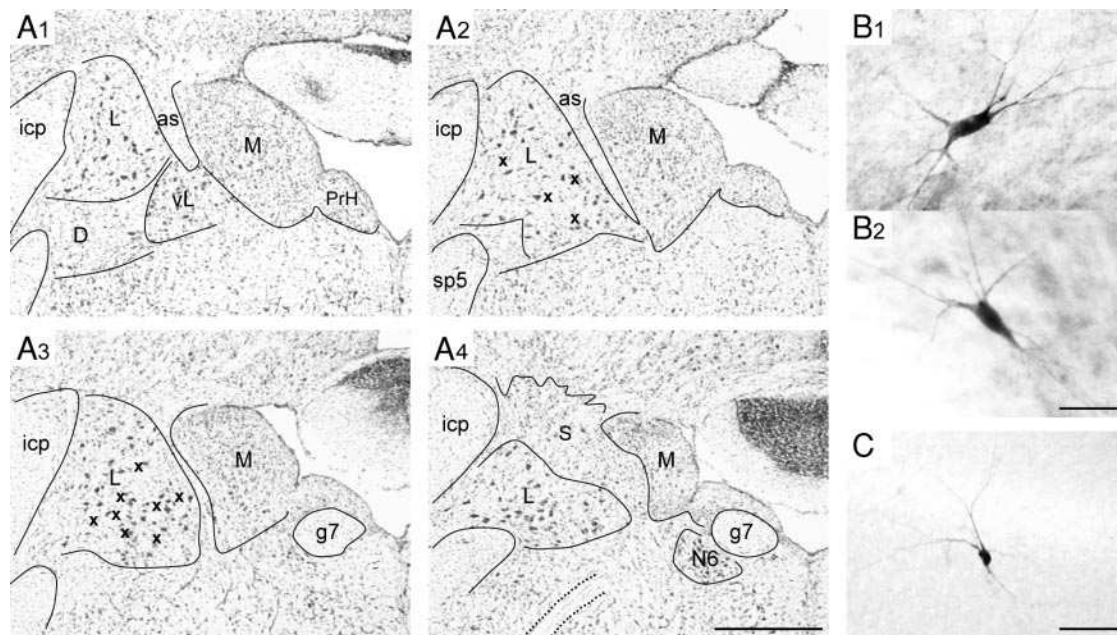 A1
icp
L
as
M
vL
D
PrH
A2
icp
L
as
M
x
x
x
x
sp5
A3
icp
L
M
x
x
x
x
x
x
x
x
g7
A4
icp
S
L
M
g7
N6
B1
B2
C